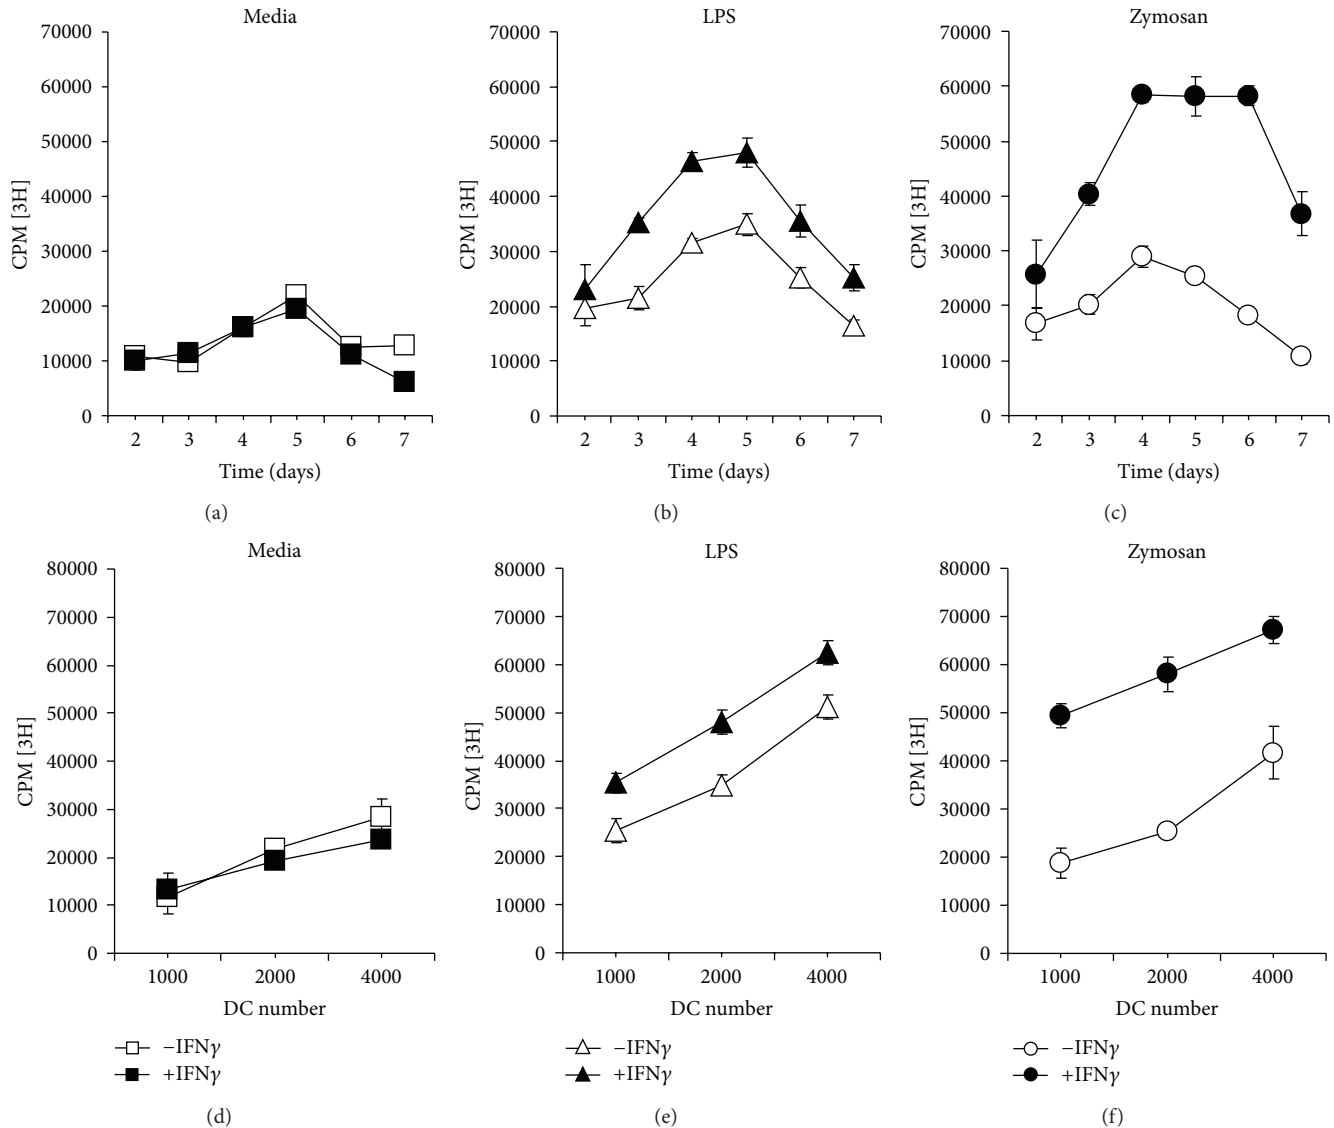 Media
70000
60000
50000
40000
30000
20000
10000
0
CPM [3H]
2 3 4 5 6 7
Time (days)
(a)
LPS
70000
60000
50000
40000
30000
20000
10000
0
CPM [3H]
2 3 4 5 6 7
Time (days)
(b)
Zymosan
70000
60000
50000
40000
30000
20000
10000
0
CPM [3H]
2 3 4 5 6 7
Time (days)
(c)
Media
80000
70000
60000
50000
40000
30000
20000
10000
0
CPM [3H]
1000 2000 4000
DC number
−IFNγ
+IFNγ
(d)
LPS
80000
70000
60000
50000
40000
30000
20000
10000
0
CPM [3H]
1000 2000 4000
DC number
−IFNγ
+IFNγ
(e)
Zymosan
80000
70000
60000
50000
40000
30000
20000
10000
0
CPM [3H]
1000 2000 4000
DC number
−IFNγ
+IFNγ
(f)